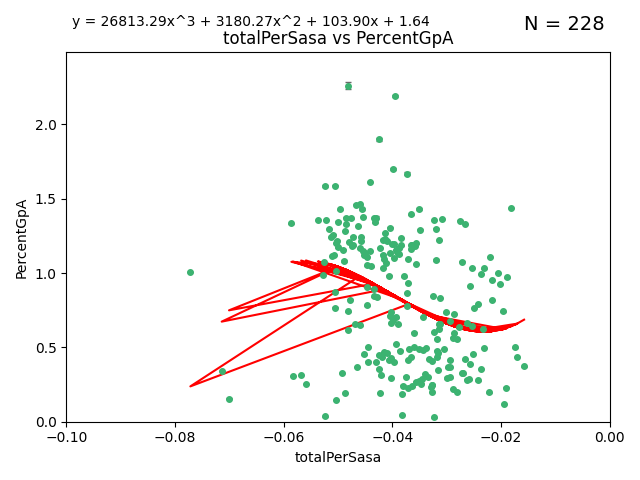 y = 26813.29x^3 + 3180.27x^2 + 103.90x + 1.64
N = 228
totalPerSasa vs PercentGpA
PercentGpA
2.0
1.5
1.0
0.5
0.0
−0.10 −0.08 −0.06 −0.04 −0.02 0.00
totalPerSasa